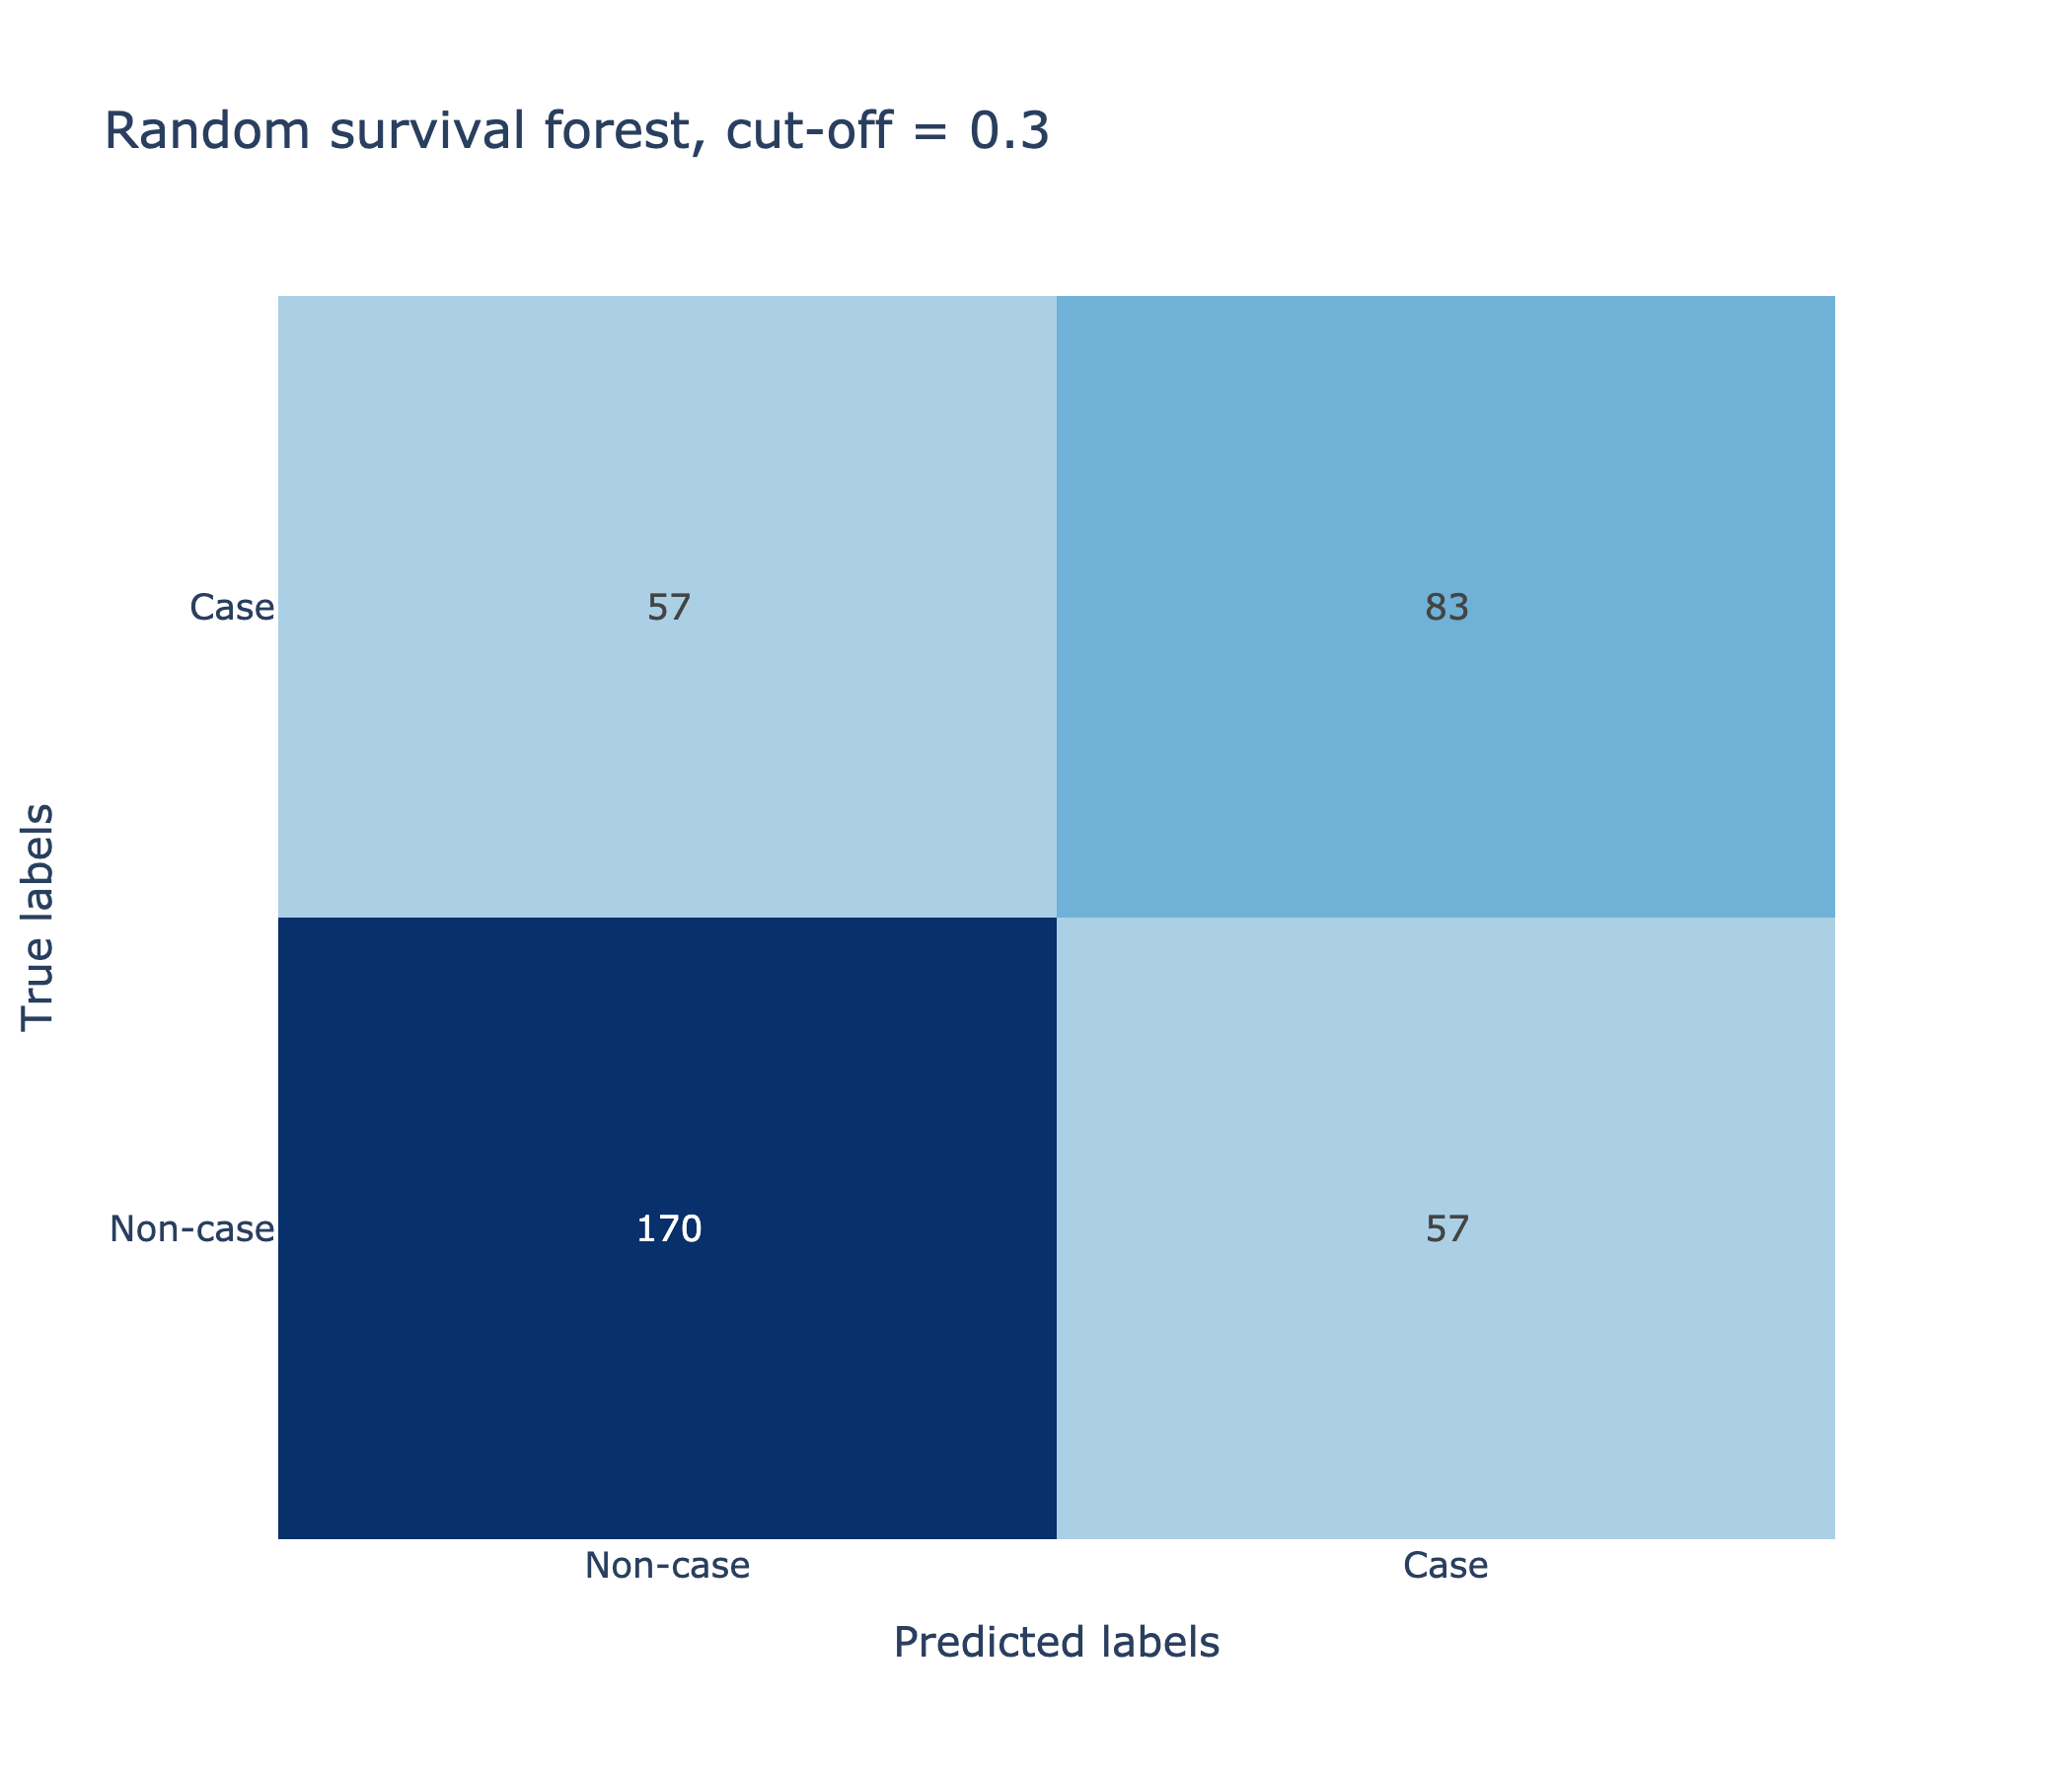 Random survival forest, cut-off = 0.3
True labels
Case
57
83
Non-case
170
57
Non-case
Case
Predicted labels